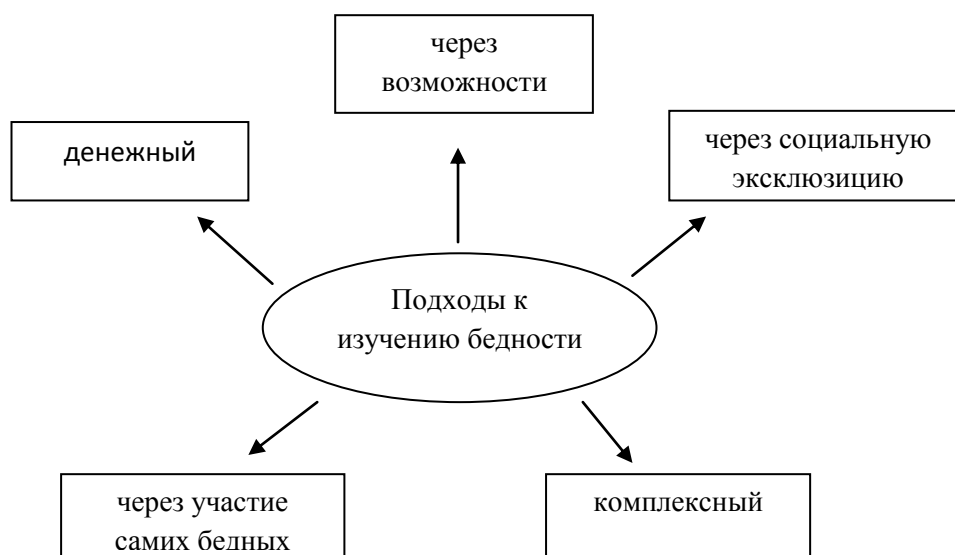 через
возможности
денежный
через социальную
эксклюзицию
Подходы к
изучению бедности
через участие
самих бедных
комплексный